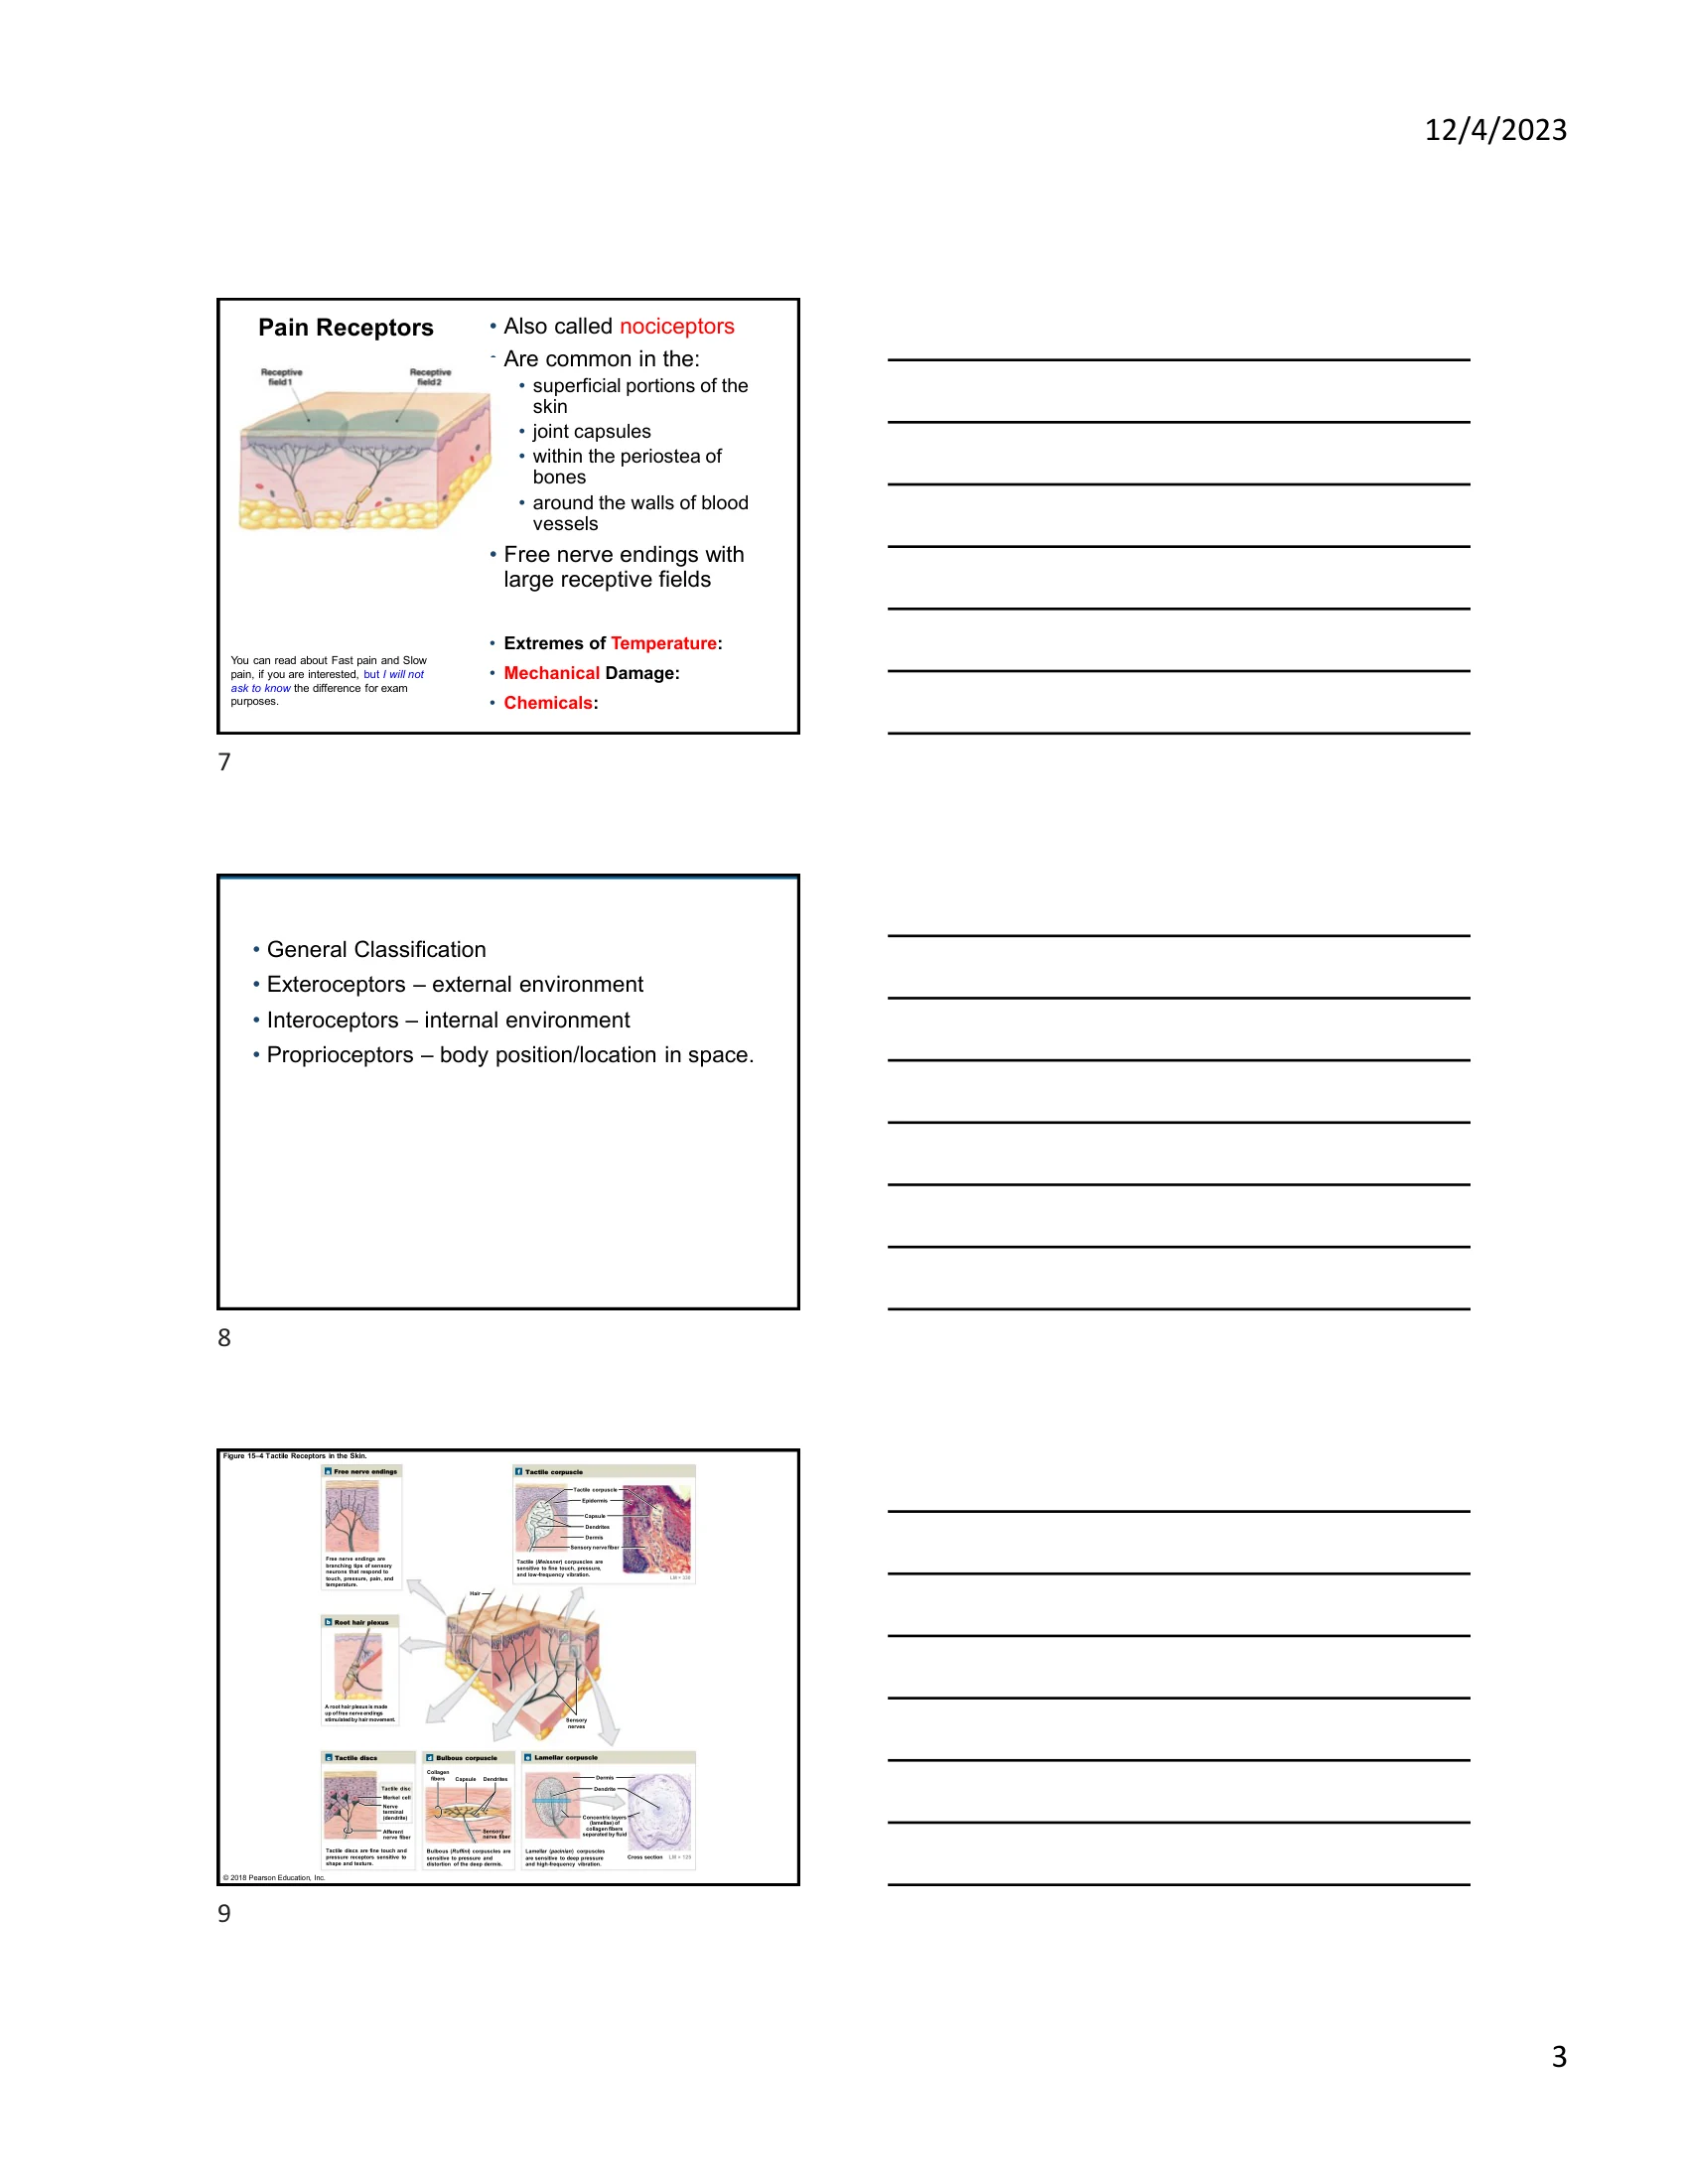 12/4/2023
Pain Receptors
Receptive
field 1
Receptive
field 2
• Also called nociceptors
- Are common in the:
• superficial portions of the
skin
• joint capsules
• within the periostea of
bones
• around the walls of blood
vessels
• Free nerve endings with
large receptive fields
• Extremes of Temperature:
• Mechanical Damage:
• Chemicals:
You can read about Fast pain and Slow
pain, if you are interested, but I will not
ask to know the difference for exam
purposes.
7
• General Classification
• Exteroceptors – external environment
• Interoceptors – internal environment
• Proprioceptors – body position/location in space.
8
Figure 15–4 Tactile Receptors in the Skin.
a Free nerve endings
Free nerve endings are
branching tips of sensory
neurons that respond to
touch, pressure, pain, and
temperature.
f Tactile corpuscle
Tactile corpuscle
Epidermis
Capsule
Dendrites
Dermis
Sensory nerve fiber
Tactile (Meissner) corpuscles are
sensitive to fine touch, pressure,
and low-frequency vibration.
Hair
b Root hair plexus
A root hair plexus is made
up of free nerve endings
stimulated by hair movement.
Sensory
nerves
c Tactile discs
Tactile disc
Merkel cell
Nerve
terminal
(dendrite)
Afferent
nerve fiber
Tactile discs are fine touch and
pressure receptors sensitive to
shape and texture.
d Bulbous corpuscle
Collagen
fibers
Capsule
Dendrites
Sensory
nerve fiber
Bulbous (Ruffini) corpuscles are
sensitive to pressure and
distortion of the deep dermis.
e Lamellar corpuscle
Dermis
Dendrite
Concentric layers
(lamellae) of
collagen fibers
separated by fluid
Lamellar (pacinian) corpuscles
are sensitive to deep pressure
and high-frequency vibration.
Cross section
© 2018 Pearson Education, Inc.
9
3